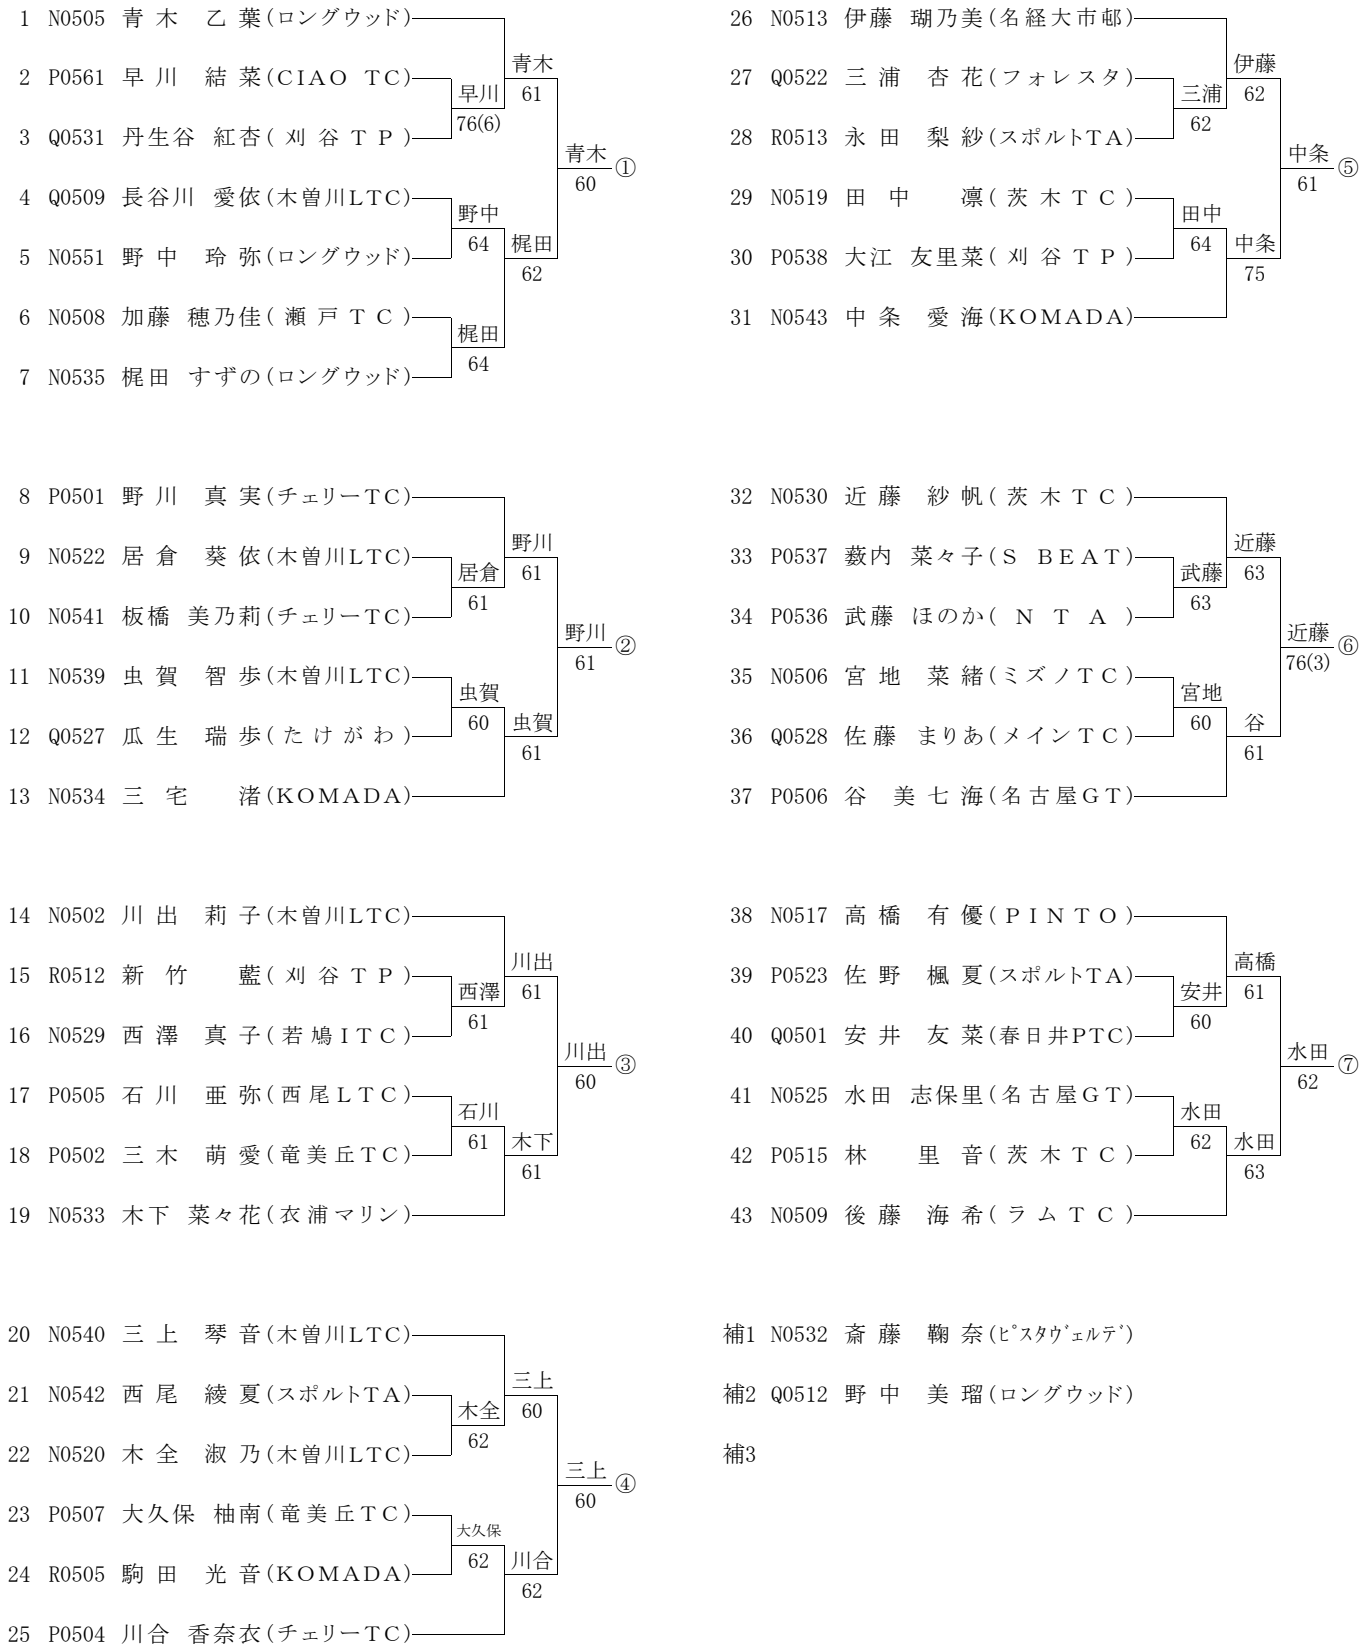 1 N0505 青木 乙葉(ロングウッド)
青木
2 P0561 早川 結菜(CIAO TC)
早川 61
76(6)
3 Q0531 丹生谷 紅杏(刈谷TP)
青木 ①
60
4 Q0509 長谷川 愛依(木曽川LTC)
野中
64 梶田
5 N0551 野中 玲弥(ロングウッド)
62
6 N0508 加藤 穂乃佳(瀬戸TC)
梶田
64
7 N0535 梶田 すずの(ロングウッド)
8 P0501 野川 真実(チェリーTC)
野川
9 N0522 居倉 葵依(木曽川LTC)
居倉 61
61
10 N0541 板橋 美乃莉(チェリーTC)
野川 ②
61
11 N0539 虫賀 智歩(木曽川LTC)
虫賀
60 虫賀
12 Q0527 瓜生 瑞歩(たけがわ)
61
13 N0534 三宅 渚(KOMADA)
14 N0502 川出 莉子(木曽川LTC)
川出
15 R0512 新竹 藍(刈谷TP)
西澤 61
61
16 N0529 西澤 真子(若鳩ITC)
川出 ③
60
17 P0505 石川 亜弥(西尾LTC)
石川
61 木下
18 P0502 三木 萌愛(竜美丘TC)
61
19 N0533 木下 菜々花(衣浦マリン)
20 N0540 三上 琴音(木曽川LTC)
三上
21 N0542 西尾 綾夏(スポルトTA)
木全 60
62
22 N0520 木全 淑乃(木曽川LTC)
三上 ④
60
23 P0507 大久保 柚南(竜美丘TC)
大久保
62 川合
24 R0505 駒田 光音(KOMADA)
62
25 P0504 川合 香奈衣(チェリーTC)
26 N0513 伊藤 瑚乃美(名経大市邨)
伊藤
27 Q0522 三浦 杏花(フォレスタ)
三浦 62
62
28 R0513 永田 梨紗(スポルトTA)
中条 ⑤
61
29 N0519 田中 凛(茨木TC)
田中
64 中条
30 P0538 大江 友里菜(刈谷TP)
75
31 N0543 中条 愛海(KOMADA)
32 N0530 近藤 紗帆(茨木TC)
近藤
33 P0537 薮内 菜々子(S BEAT)
武藤 63
63
34 P0536 武藤 ほのか(NTA)
近藤 ⑥
76(3)
35 N0506 宮地 菜緒(ミズノTC)
宮地
60 谷
36 Q0528 佐藤 まりあ(メインTC)
61
37 P0506 谷 美七海(名古屋GT)
38 N0517 高橋 有優(PINTO)
高橋
39 P0523 佐野 楓夏(スポルトTA)
安井 61
60
40 Q0501 安井 友菜(春日井PTC)
水田 ⑦
62
41 N0525 水田 志保里(名古屋GT)
水田
62 水田
42 P0515 林 里音(茨木TC)
63
43 N0509 後藤 海希(ラムTC)
補1 N0532 斎藤 鞠奈(ﾋﾟｽﾀｳﾞｪﾙﾃﾞ)
補2 Q0512 野中 美瑠(ロングウッド)
補3